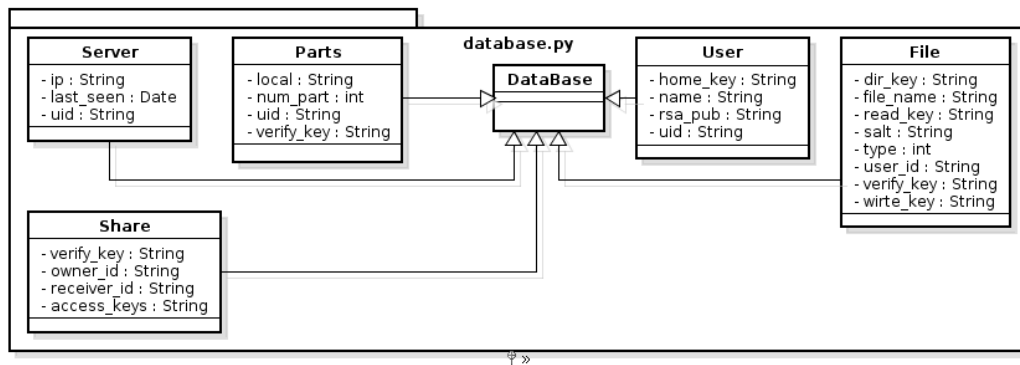 database.py
Server
- ip : String
- last_seen : Date
- uid : String
Parts
- local : String
- num_part : int
- uid : String
- verify_key : String
DataBase
User
- home_key : String
- name : String
- rsa_pub : String
- uid : String
File
- dir_key : String
- file_name : String
- read_key : String
- salt : String
- type : int
- user_id : String
- verify_key : String
- wirte_key : String
Share
- verify_key : String
- owner_id : String
- receiver_id : String
- access_keys : String
»